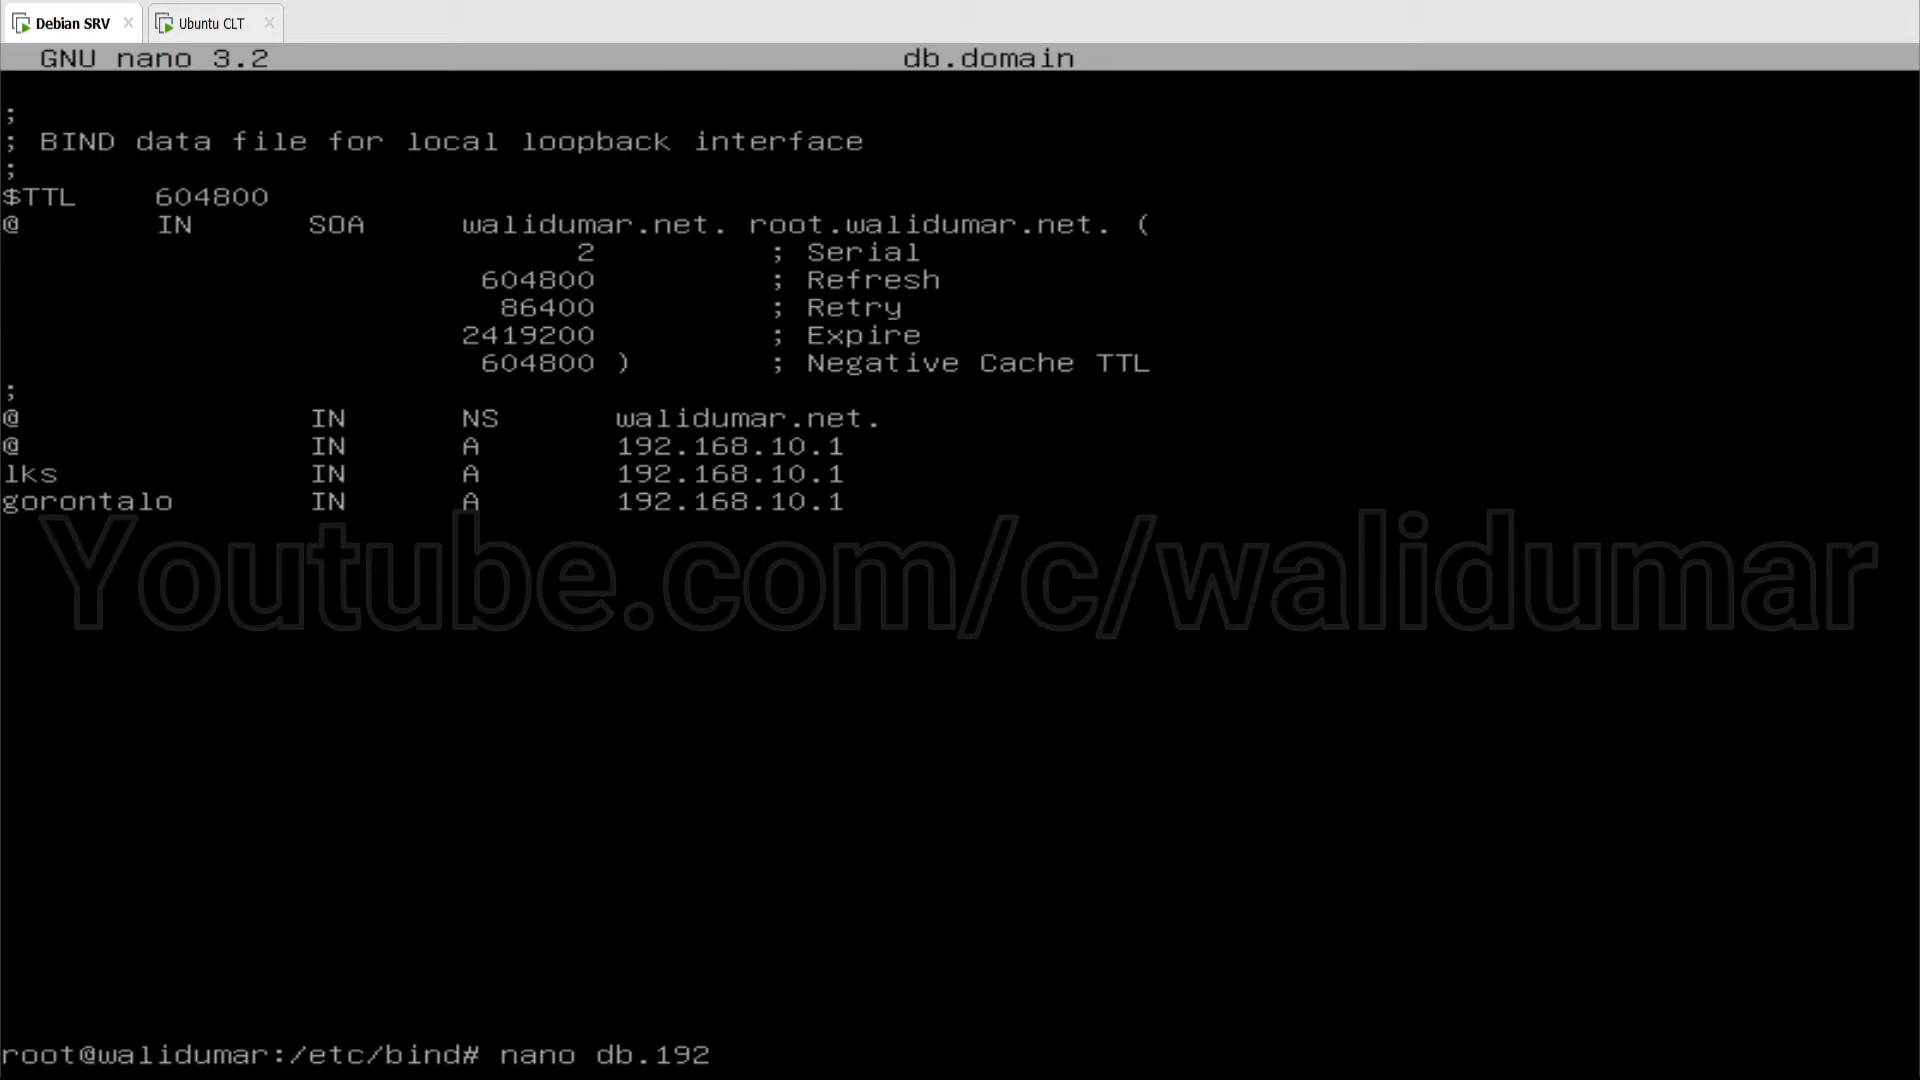 Debian SRV × Ubuntu CLT ×
GNU nano 3.2 db.domain
;
; BIND data file for local loopback interface
;
$TTL 604800
@ IN SOA walidumar.net. root.walidumar.net. (
2 ; Serial
604800 ; Refresh
86400 ; Retry
2419200 ; Expire
604800 ) ; Negative Cache TTL
;
@ IN NS walidumar.net.
@ IN A 192.168.10.1
lks IN A 192.168.10.1
gorontalo IN A 192.168.10.1
Youtube.com/c/walidumar
root@walidumar:/etc/bind# nano db.192